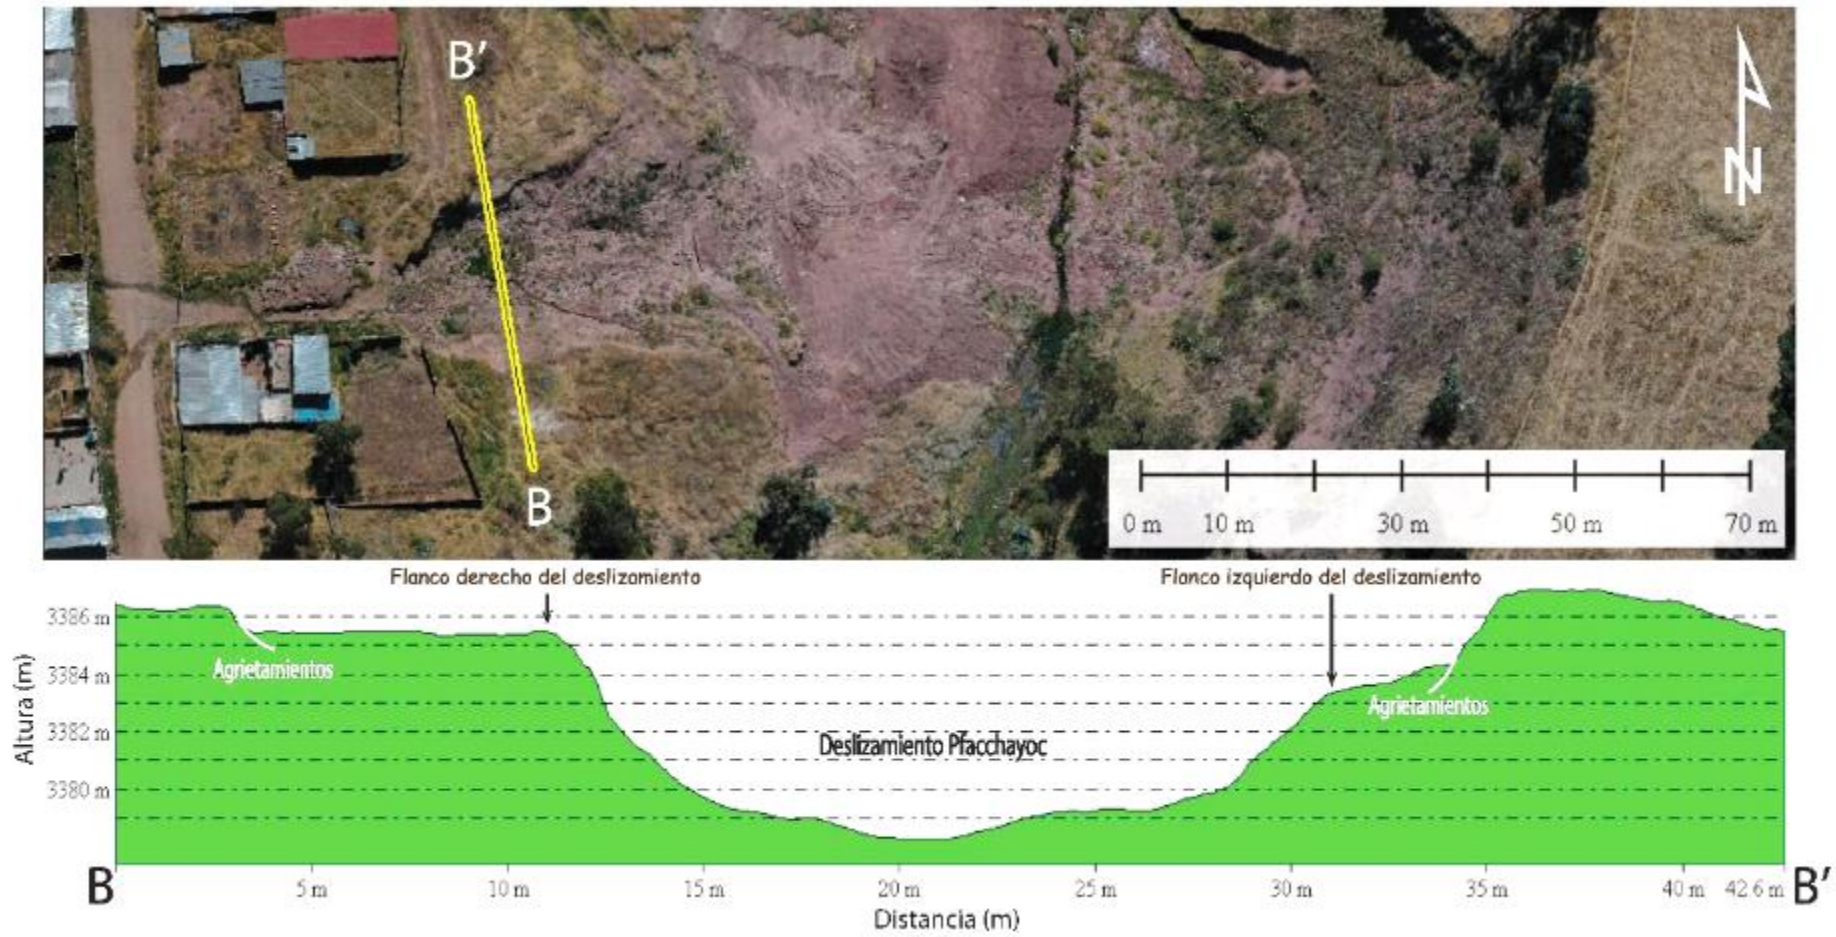 B'
N
B
0 m 10 m 30 m 50 m 70 m
Flanco derecho del deslizamiento
Flanco izquierdo del deslizamiento
3386 m
Agrietamientos
3384 m
Agrietamientos
3382 m
Deslizamiento Pfacchayoc
3380 m
Altura (m)
B 5 m 10 m 15 m 20 m 25 m 30 m 35 m 40 m 42.6 m B'
Distancia (m)